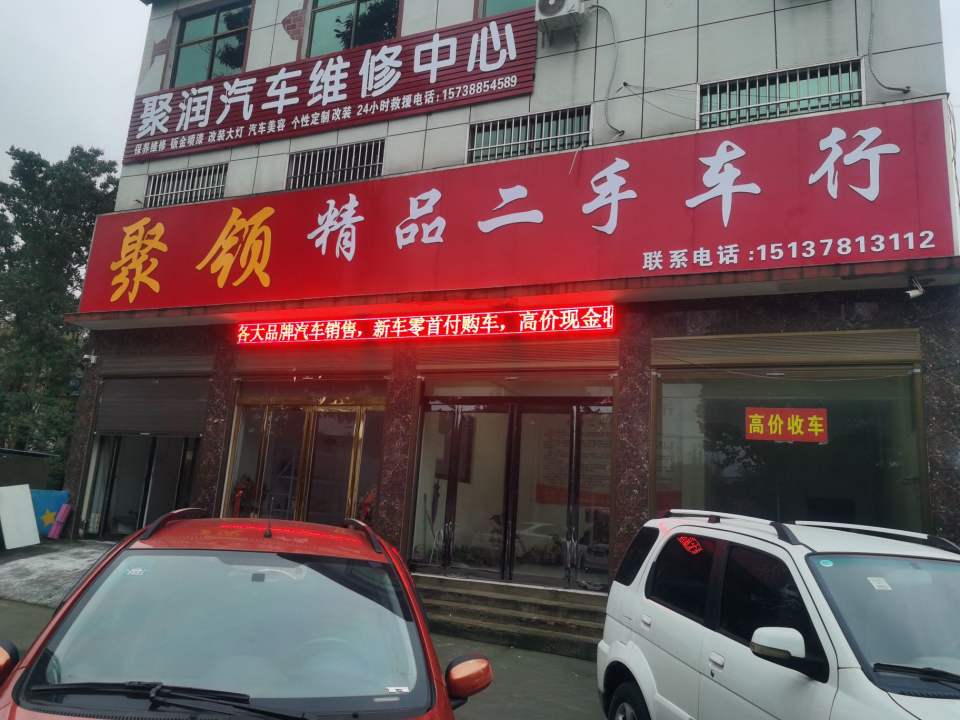 聚润汽车维修中心
保养维修 钣金喷漆 改装大灯 汽车美容 个性定制改装 24小时救援电话:15738854589
聚领精品二手车行
联系电话:15137813112
各大品牌汽车销售，新车零首付购车，高价现金收
高价收车